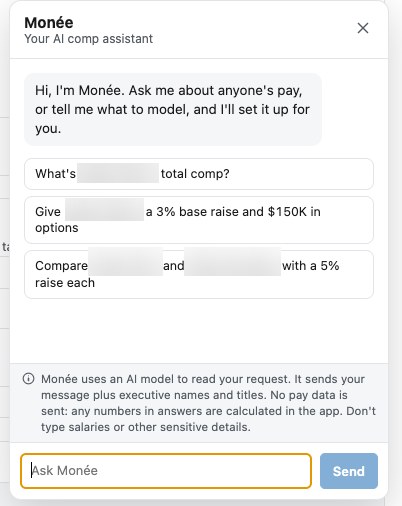 Monée
Your AI comp assistant
Hi, I'm Monée. Ask me about anyone's pay,
or tell me what to model, and I'll set it up for
you.
What's total comp?
Give a 3% base raise and $150K in
options
Compare and with a 5%
raise each
Monée uses an AI model to read your request. It sends your
message plus executive names and titles. No pay data is
sent: any numbers in answers are calculated in the app. Don't
type salaries or other sensitive details.
Ask Monée
Send